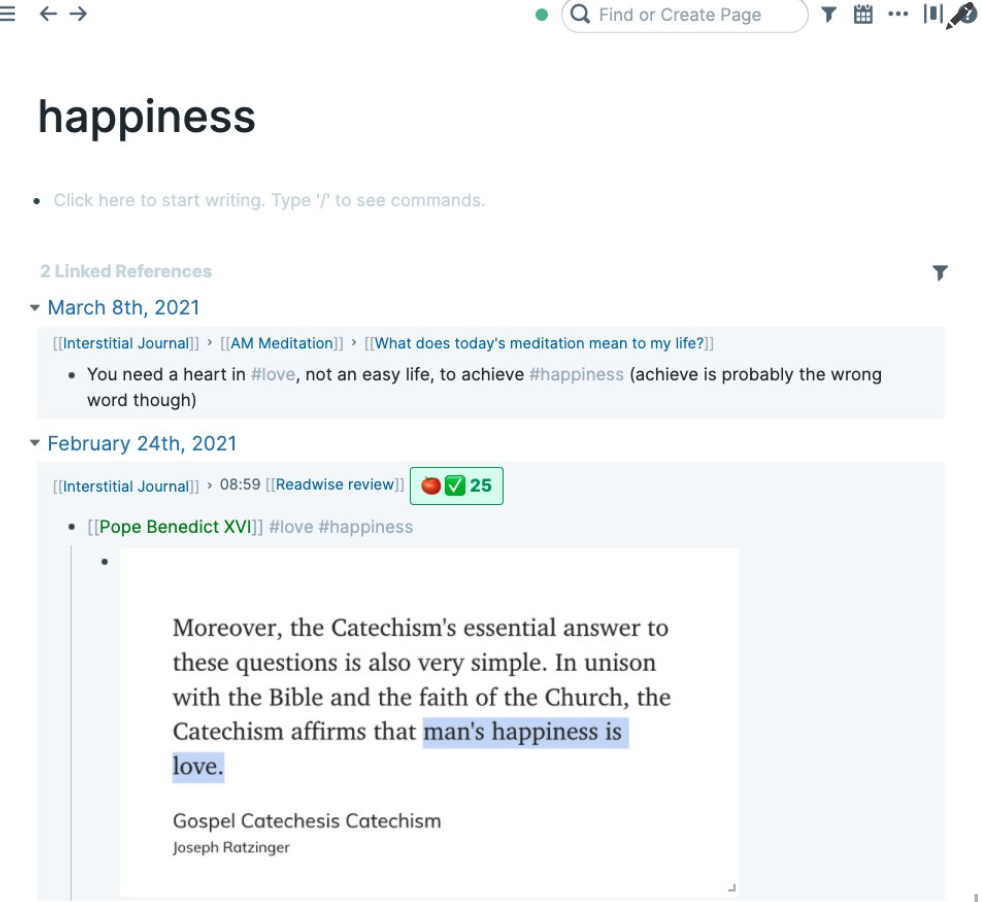 Find or Create Page
happiness
Click here to start writing. Type '/' to see commands.
2 Linked References
March 8th, 2021
[[Interstitial Journal]] › [[AM Meditation]] › [[What does today's meditation mean to my life?]]
You need a heart in #love, not an easy life, to achieve #happiness (achieve is probably the wrong
word though)
February 24th, 2021
[[Interstitial Journal]] › 08:59 [[Readwise review]] 🍅✅ 25
[[Pope Benedict XVI]] #love #happiness
Moreover, the Catechism's essential answer to
these questions is also very simple. In unison
with the Bible and the faith of the Church, the
Catechism affirms that man's happiness is
love.
Gospel Catechesis Catechism
Joseph Ratzinger